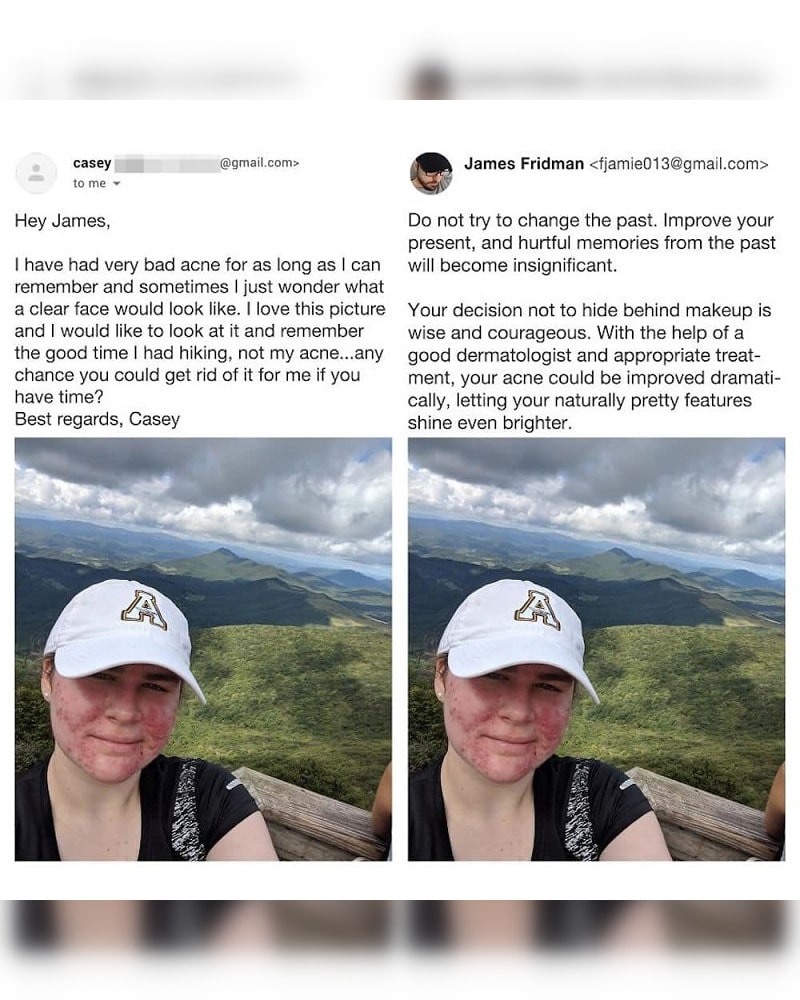 casey @gmail.com>
to me
Hey James,
I have had very bad acne for as long as I can
remember and sometimes I just wonder what
a clear face would look like. I love this picture
and I would like to look at it and remember
the good time I had hiking, not my acne...any
chance you could get rid of it for me if you
have time?
Best regards, Casey
A
James Fridman <fjamie013@gmail.com>
Do not try to change the past. Improve your
present, and hurtful memories from the past
will become insignificant.
Your decision not to hide behind makeup is
wise and courageous. With the help of a
good dermatologist and appropriate treat-
ment, your acne could be improved dramati-
cally, letting your naturally pretty features
shine even brighter.
A